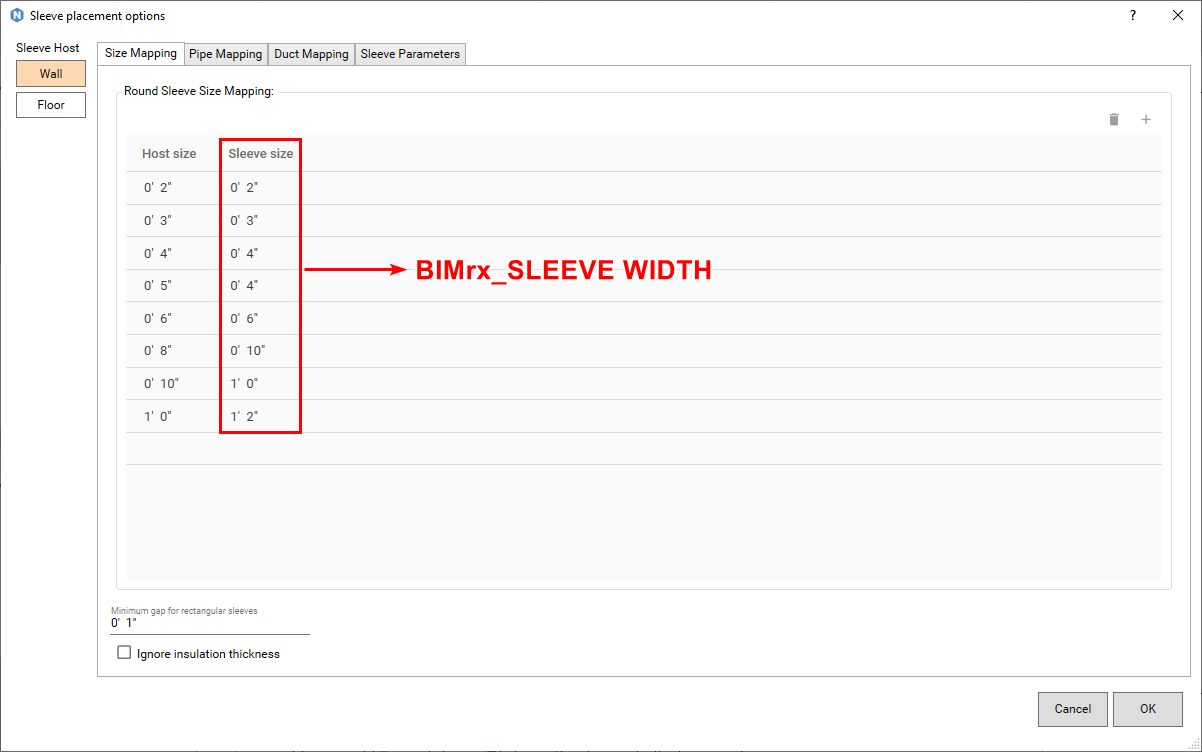 Sleeve placement options
?
Sleeve Host
Wall
Floor
Size Mapping Pipe Mapping Duct Mapping Sleeve Parameters
Round Sleeve Size Mapping:
Host size Sleeve size
0' 2" 0' 2"
0' 3" 0' 3"
0' 4" 0' 4"
BIMrx_SLEEVE WIDTH
0' 5" 0' 4"
0' 6" 0' 6"
0' 8" 0' 10"
0' 10" 1' 0"
1' 0" 1' 2"
Minimum gap for rectangular sleeves
0' 1"
Ignore insulation thickness
Cancel OK